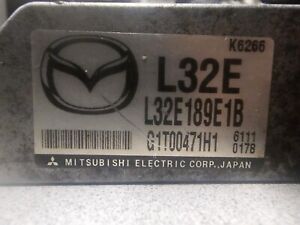 K6266
L32E
L32E189E1B
G1T00471H1
6111
0178
MITSUBISHI ELECTRIC CORP., JAPAN